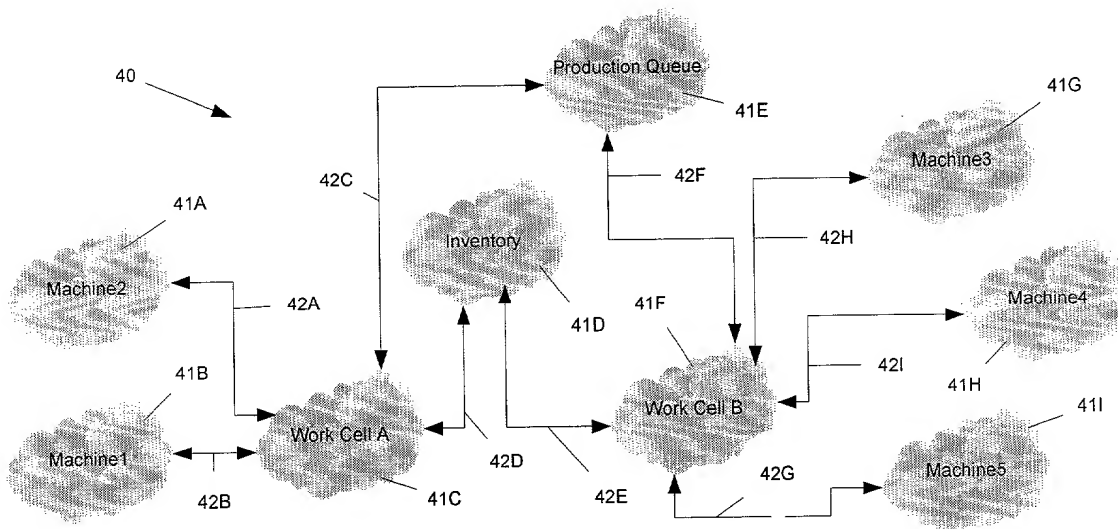 Production Queue
40
41E
41G
Machine3
42C
42F
41A
Inventory
42H
Machine2
42A
41D
41F
Machine4
41B
42I
41H
Work Cell A
Work Cell B
41I
Machine1
42D
42G
Machine5
42B
41C
42E